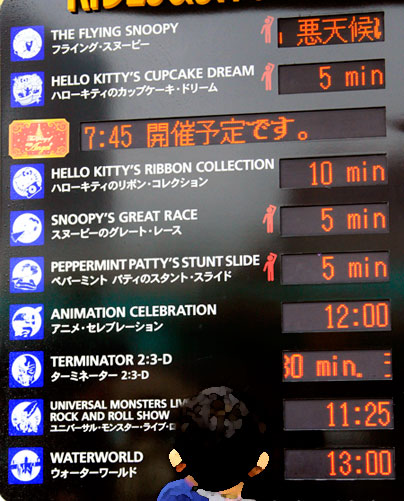 THE FLYING SNOOPY
フライング・スヌーピー
悪天候
HELLO KITTY'S CUPCAKE DREAM
ハローキティのカップケーキ・ドリーム
5 min
7:45 開催予定です。
HELLO KITTY'S RIBBON COLLECTION
ハローキティのリボン・コレクション
10 min
SNOOPY'S GREAT RACE
スヌーピーのグレート・レース
5 min
PEPPERMINT PATTY'S STUNT SLIDE
ペパーミント パティのスタント・スライド
5 min
ANIMATION CELEBRATION
アニメ・セレブレーション
12:00
TERMINATOR 2:3-D
ターミネーター 2:3-D
30 min.
UNIVERSAL MONSTERS LIVE
ROCK AND ROLL SHOW
ユニバーサル・モンスター・ライブ・
11:25
WATERWORLD
ウォーターワールド
13:00